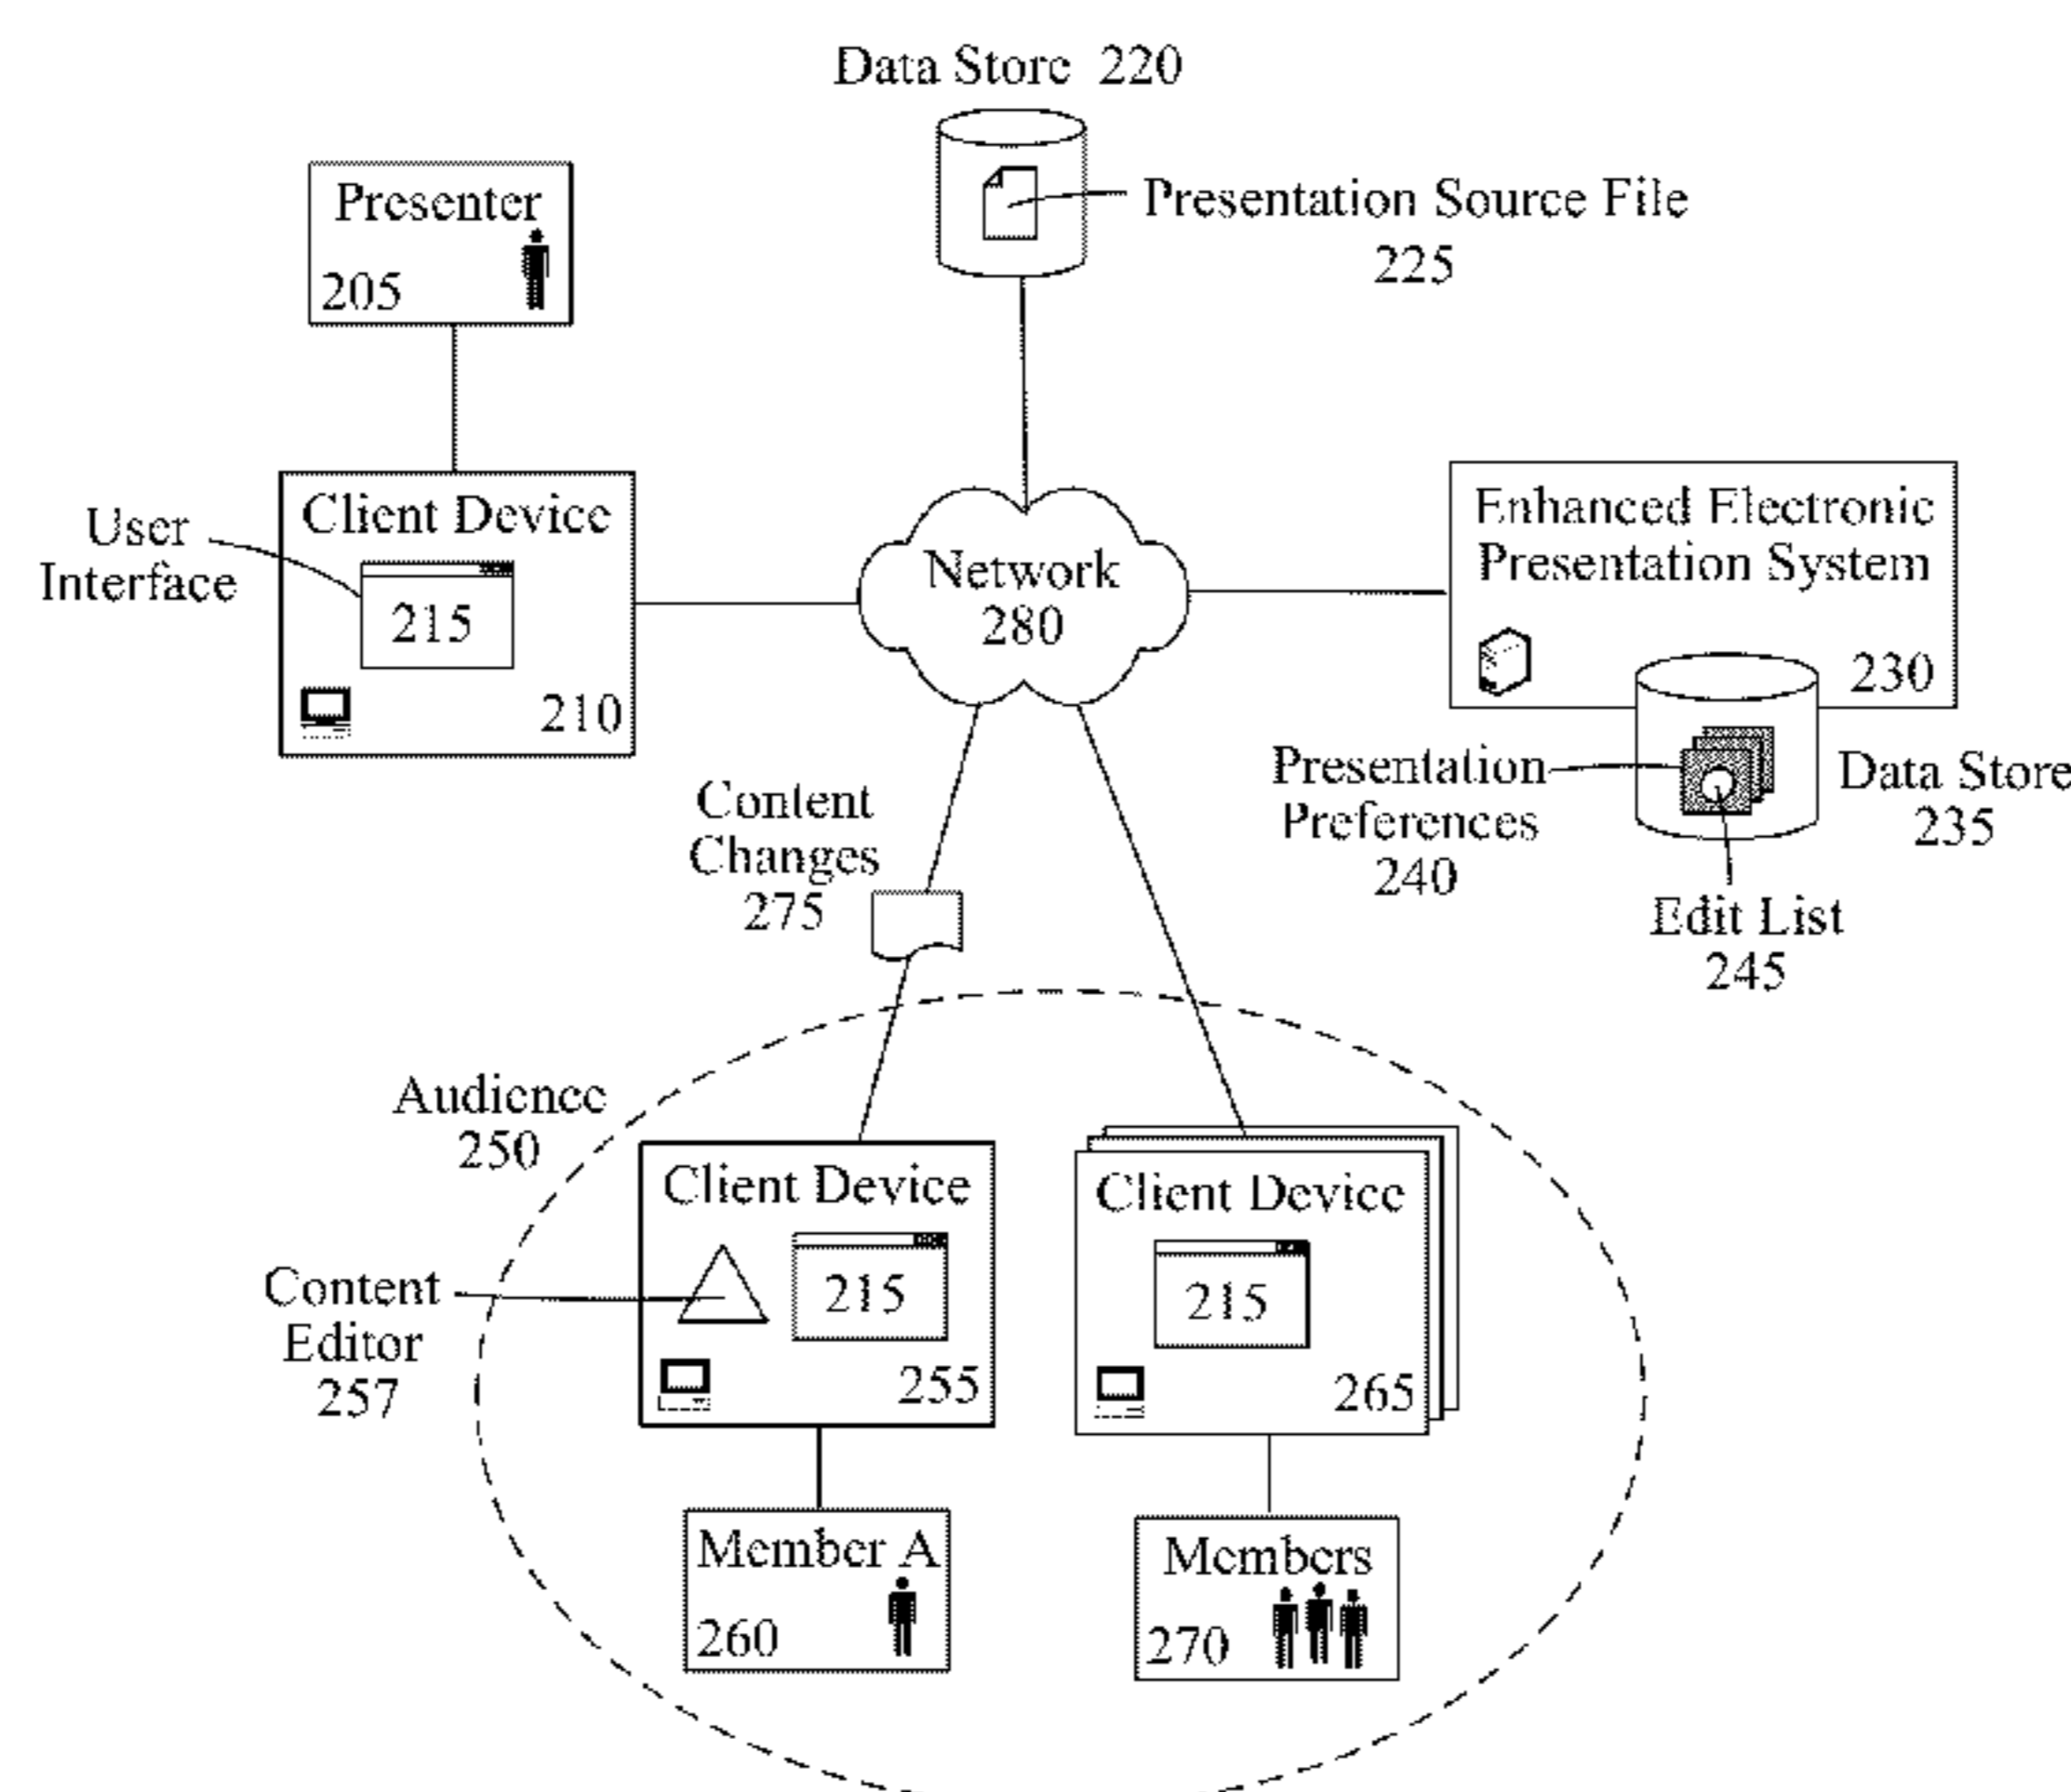 Data Store 220
Presentation Source File
225
Presenter
205
User
Interface
Client Device
215
210
Network
280
Enhanced Electronic
Presentation System
230
Presentation
Preferences
240
Data Store
235
Edit List
245
Content
Changes
275
Audience
250
Client Device
215
255
Content
Editor
257
Client Device
215
265
Member A
260
Members
270